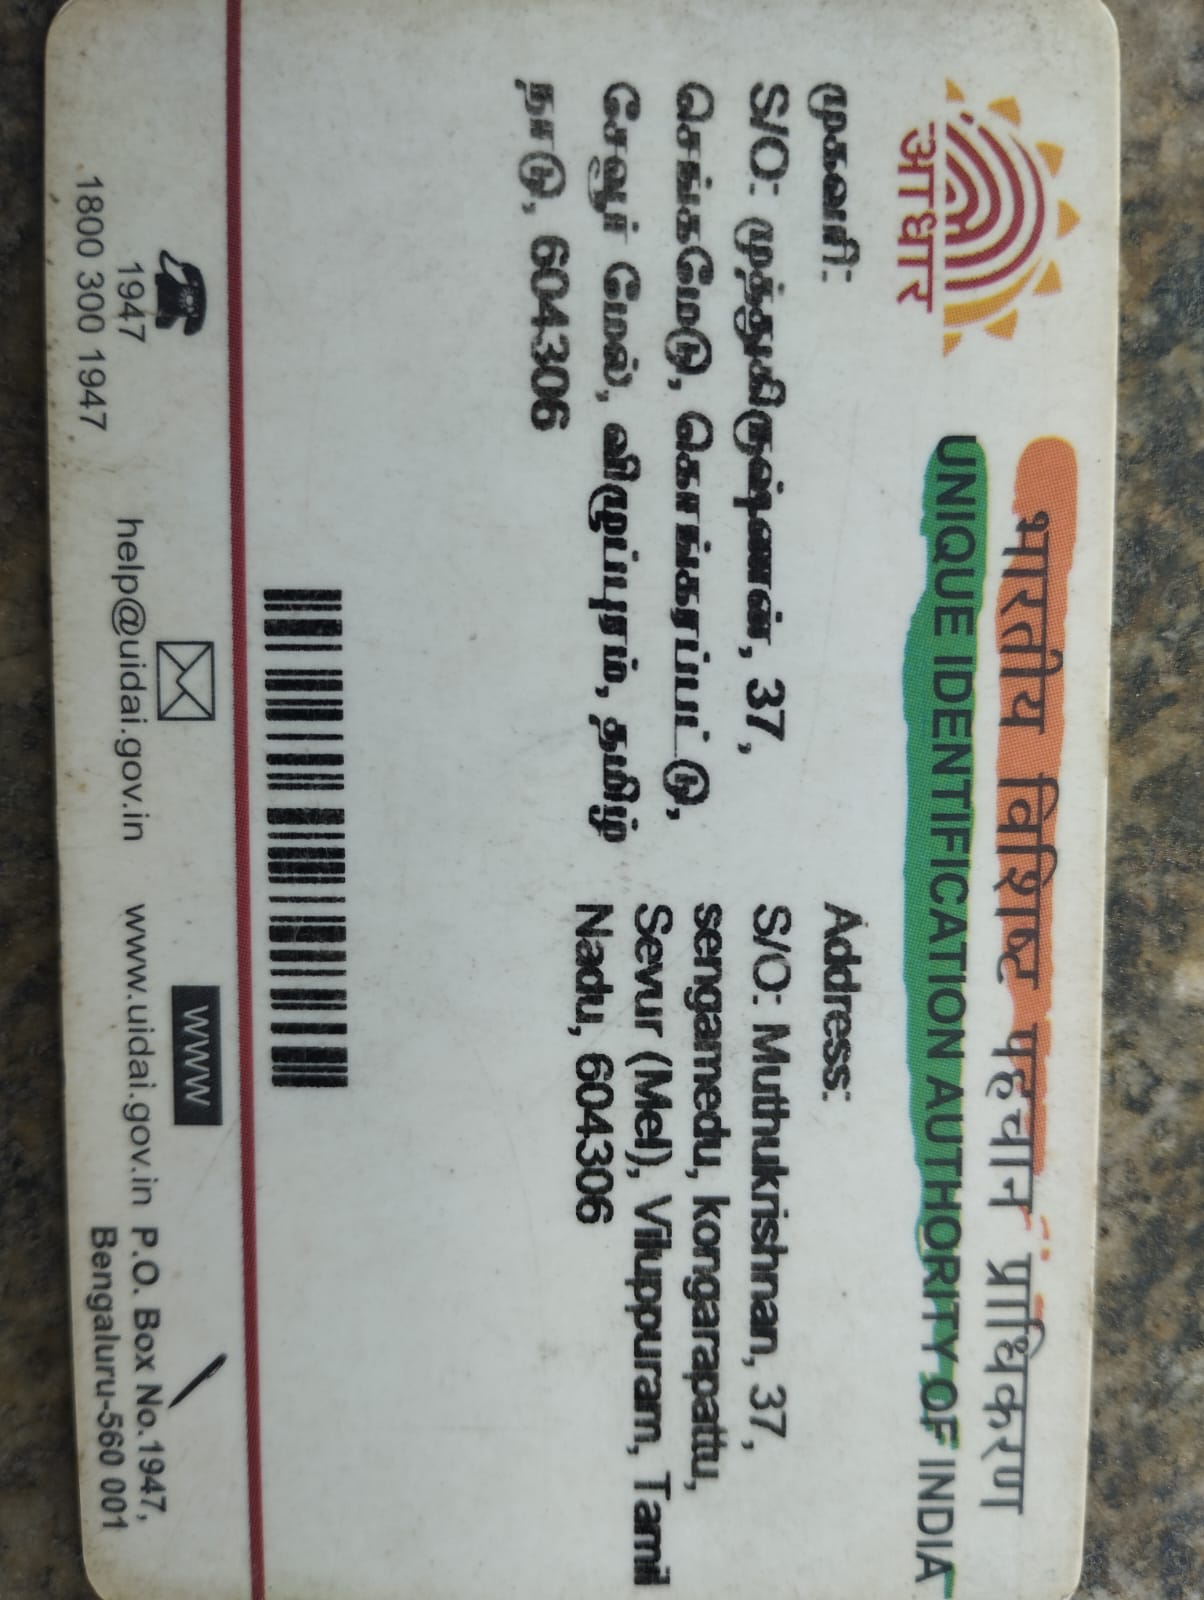 भारतीय विशिष्ट पहचान प्राधिकरण
UNIQUE IDENTIFICATION AUTHORITY OF INDIA
आधार
முகவரி:
S/O: முத்துகிருஷ்ணன், 37,
செங்கமேடு, கொங்கரப்பட்டு,
சேவூர் மேல், விழுப்புரம், தமிழ்
நாடு, 604306
Address:
S/O: Muthukrishnan, 37,
sengamedu, kongarapattu,
Sevur (Mel), Viluppuram, Tamil
Nadu, 604306
1947
1800 300 1947
help@uidai.gov.in
WWW
www.uidai.gov.in
P.O. Box No.1947,
Bengaluru-560 001